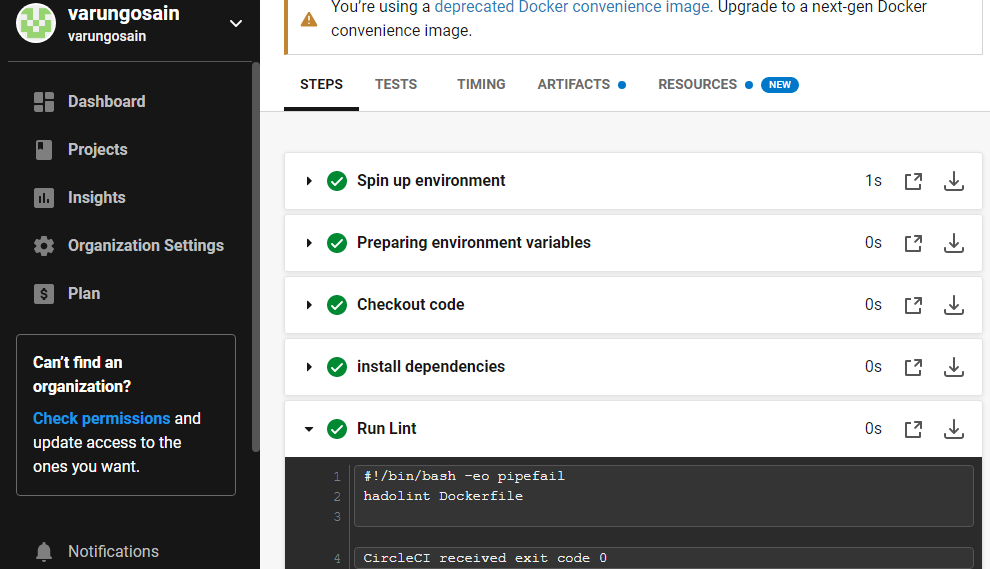 varungosain
varungosain
Dashboard
Projects
Insights
Organization Settings
$ Plan
Can't find an
organization?
Check permissions and
update access to the
ones you want.
Notifications
You're using a deprecated Docker convenience image. Upgrade to a next-gen Docker
convenience image.
STEPS TESTS TIMING ARTIFACTS RESOURCES NEW
Spin up environment 1s
Preparing environment variables 0s
Checkout code 0s
install dependencies 0s
Run Lint 0s
1 #!/bin/bash -eo pipefail
2 hadolint Dockerfile
3
4 CircleCI received exit code 0